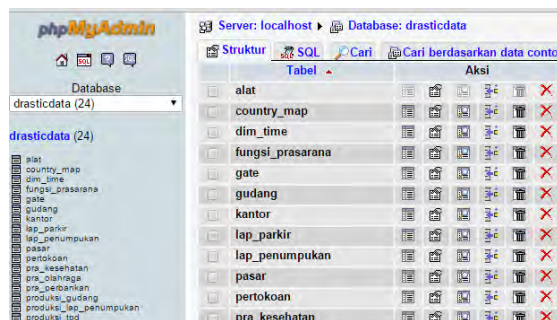 phpMyAdmin
Database
drasticdata (24)
drasticdata (24)
alat
country_map
dim_time
fungsi_prasarana
gate
gudang
kantor
lap_parkir
lap_penumpukan
pasar
pertokoan
pra_kesehatan
pra_olahraga
pra_perbankan
produksi_gudang
produksi_lap_penumpukan
produksi_tpd
Server: localhost Database: drasticdata
Struktur SQL Cari Cari berdasarkan data conto
Tabel Aksi
alat
country_map
dim_time
fungsi_prasarana
gate
gudang
kantor
lap_parkir
lap_penumpukan
pasar
pertokoan
pra_kesehatan